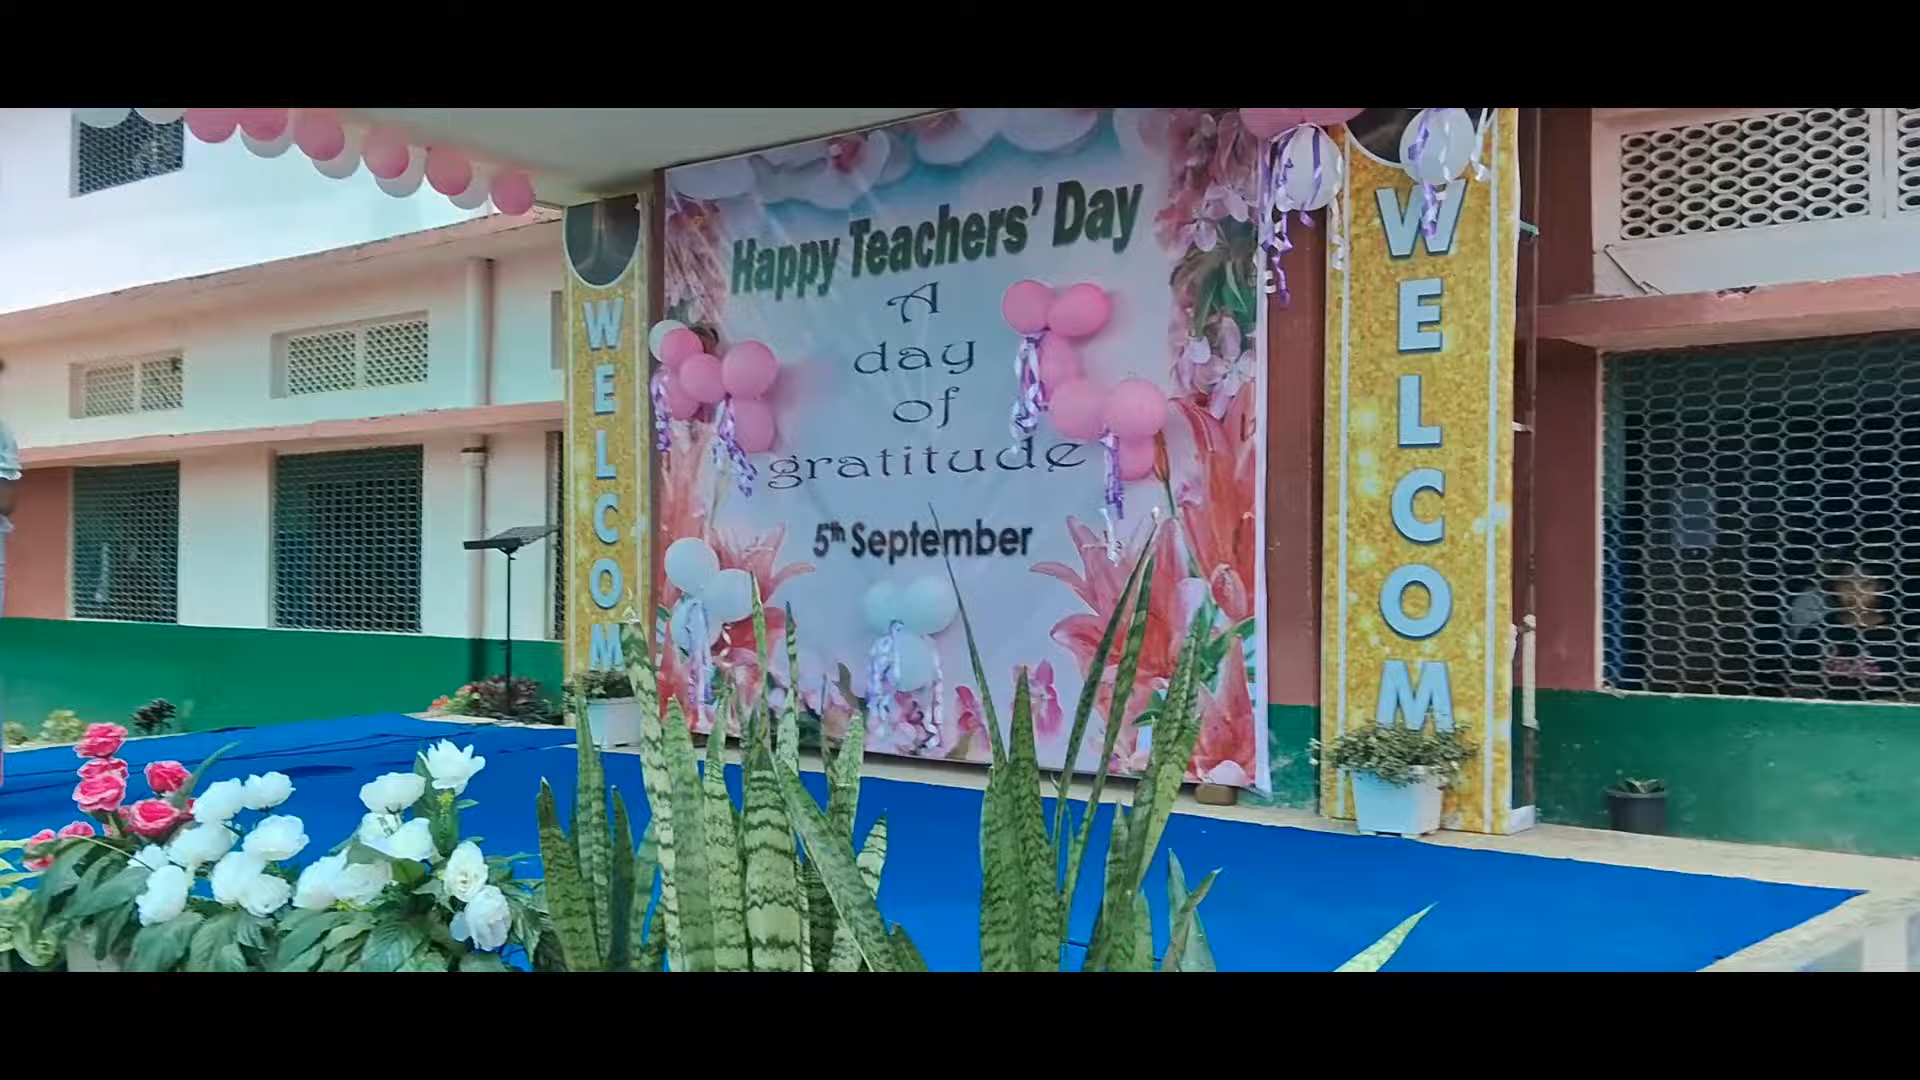 Happy Teachers' Day
A
day
of
gratitude
5th September
WELCOM
WELCOM